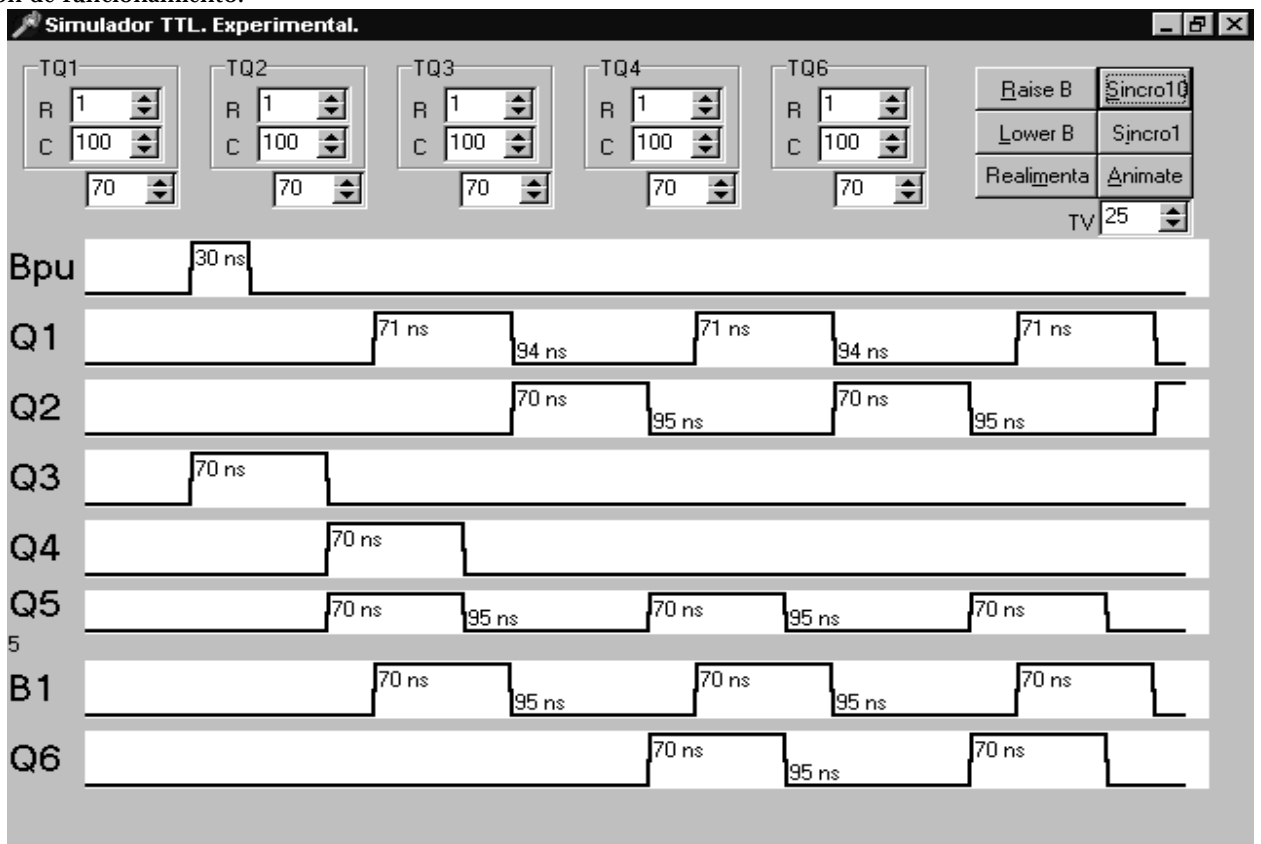 de funcionamiento.
Simulador TTL. Experimental.
TQ1 TQ2 TQ3 TQ4 TQ6
R 1 R 1 R 1 R 1 R 1
C 100 C 100 C 100 C 100 C 100
70 70 70 70 70
Raise B Sincro10
Lower B Sincro1
Realimenta Animate
TV 25
Bpu 30 ns
Q1 71 ns 94 ns 71 ns 94 ns 71 ns
Q2 70 ns 95 ns 70 ns 95 ns
Q3 70 ns
Q4 70 ns
Q5 70 ns 95 ns 70 ns 95 ns 70 ns
5
B1 70 ns 95 ns 70 ns 95 ns 70 ns
Q6 70 ns 95 ns 70 ns